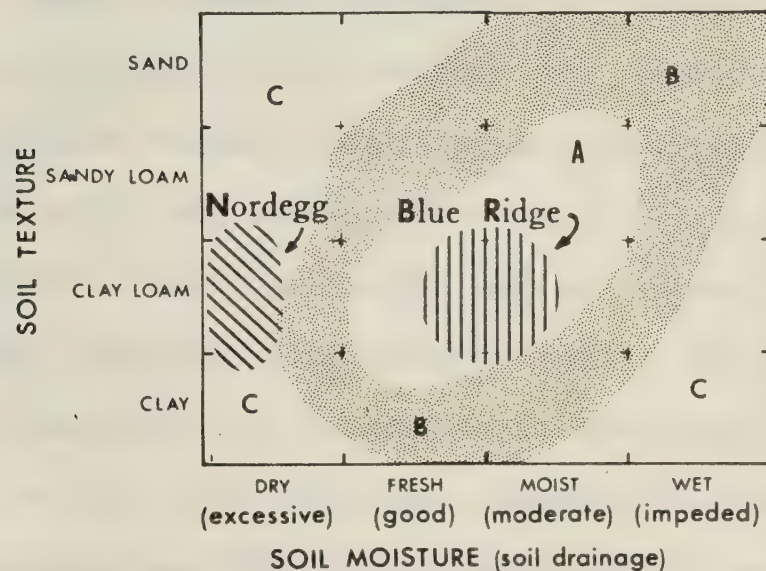 SAND
C
B
A
SOIL TEXTURE
SANDY LOAM
Nordegg
Blue Ridge
CLAY LOAM
CLAY
C
B
C
DRY FRESH MOIST WET
(excessive) (good) (moderate) (impeded)
SOIL MOISTURE (soil drainage)